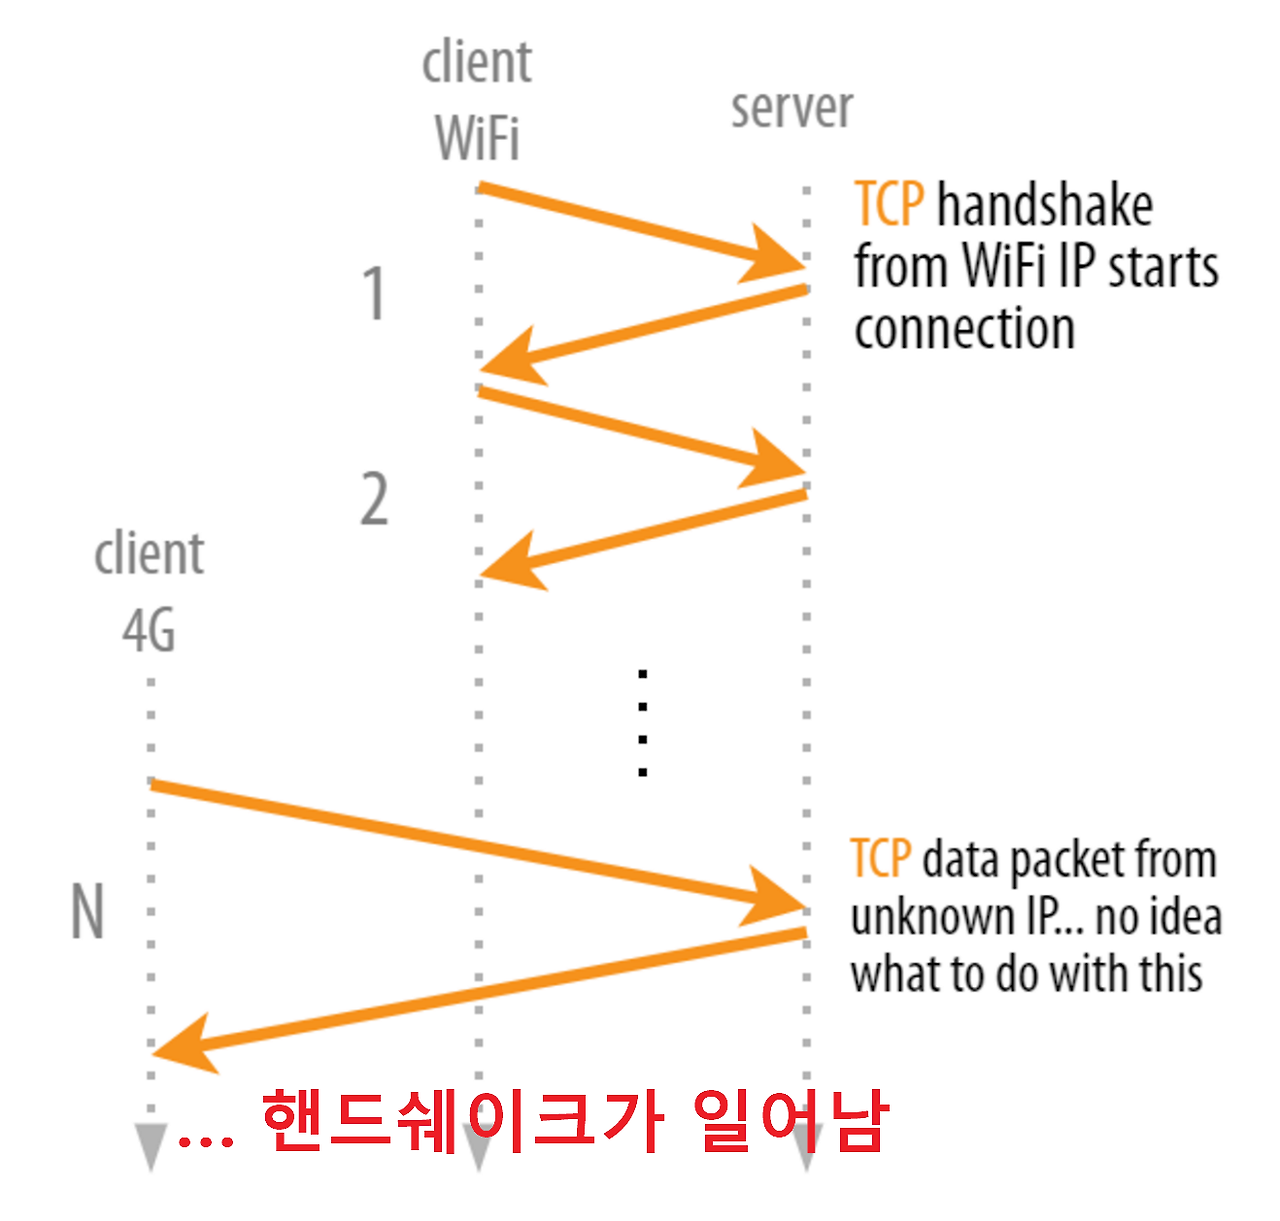 client
WiFi
server
TCP handshake
from WiFi IP starts
connection
1
2
client
4G
TCP data packet from
unknown IP... no idea
what to do with this
N
... 핸드쉐이크가 일어남